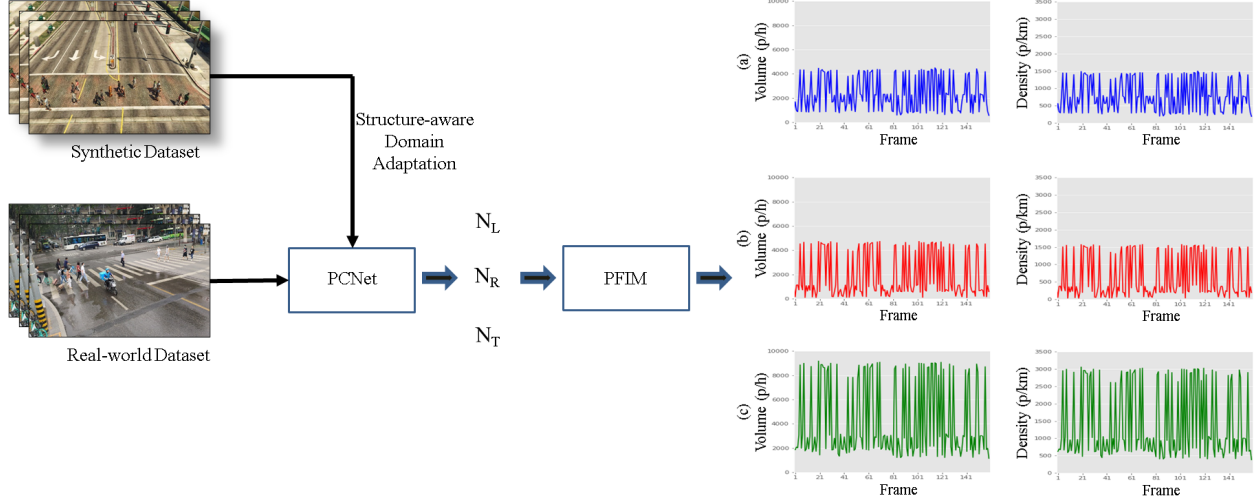 Synthetic Dataset
Structure-aware
Domain
Adaptation
Real-world Dataset
PCNet
N_L
N_R
N_T
PFIM
(a)
Volume (p/h)
10000
8000
6000
4000
2000
0
1 21 41 61 81 101 121 141
Frame
Density (p/km)
3500
3000
2500
2000
1500
1000
500
0
1 21 41 61 81 101 121 141
Frame
(b)
Volume (p/h)
10000
8000
6000
4000
2000
0
1 21 41 61 81 101 121 141
Frame
Density (p/km)
3500
3000
2500
2000
1500
1000
500
0
1 21 41 61 81 101 121 141
Frame
(c)
Volume (p/h)
10000
8000
6000
4000
2000
0
1 21 41 61 81 101 121 141
Frame
Density (p/km)
3500
3000
2500
2000
1500
1000
500
0
1 21 41 61 81 101 121 141
Frame